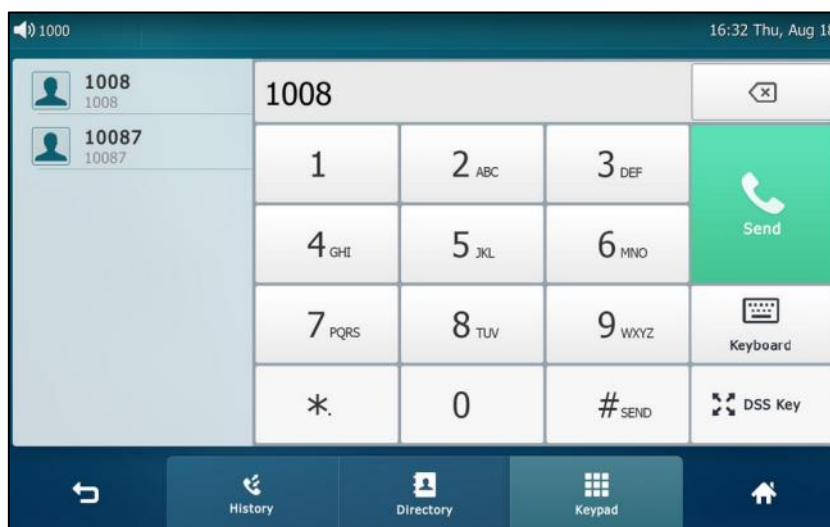 1000 16:32 Thu, Aug 18
1008
1008
10087
10087
1008
1 2 ABC 3 DEF
Send
4 GHI 5 JKL 6 MNO
7 PQRS 8 TUV 9 WXYZ
Keyboard
*. 0 # SEND DSS Key
History Directory Keypad